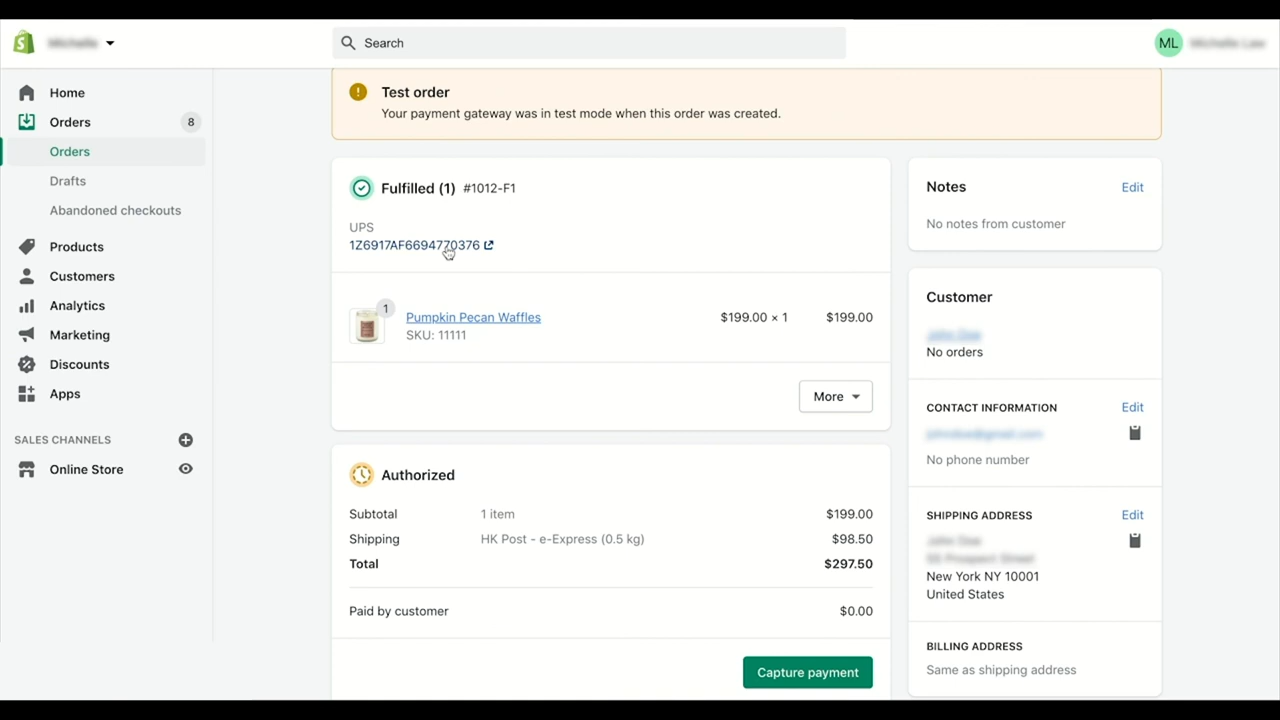 Search
ML
Home
Orders
8
Orders
Drafts
Abandoned checkouts
Products
Customers
Analytics
Marketing
Discounts
Apps
SALES CHANNELS
Online Store
Test order
Your payment gateway was in test mode when this order was created.
Fulfilled (1) #1012-F1
UPS
1Z6917AF6694770376
1
Pumpkin Pecan Waffles
$199.00 × 1
$199.00
SKU: 11111
More
Authorized
Subtotal 1 item $199.00
Shipping HK Post - e-Express (0.5 kg) $98.50
Total $297.50
Paid by customer $0.00
Capture payment
Notes
Edit
No notes from customer
Customer
No orders
CONTACT INFORMATION
Edit
No phone number
SHIPPING ADDRESS
Edit
New York NY 10001
United States
BILLING ADDRESS
Same as shipping address